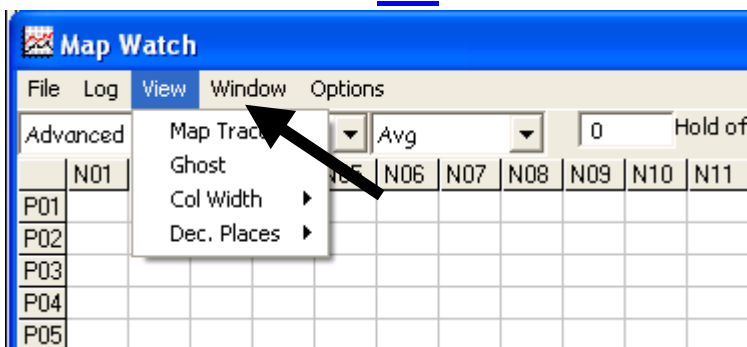 Map Watch
File Log View Window Options
Advanced Avg 0 Hold of
Map Trac
Ghost
Col Width
Dec. Places
N01 N05 N06 N07 N08 N09 N10 N11
P01
P02
P03
P04
P05